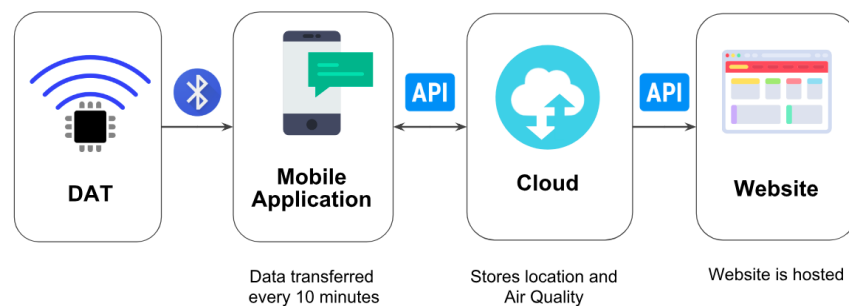 API
API
DAT
Mobile
Application
Cloud
Website
Data transferred
every 10 minutes
Stores location and
Air Quality
Website is hosted